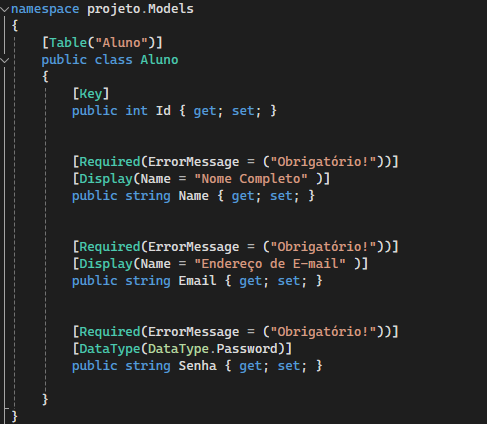 namespace projeto.Models
{
[Table("Aluno")]
public class Aluno
{
[Key]
public int Id { get; set; }
[Required(ErrorMessage = ("Obrigatório!"))]
[Display(Name = "Nome Completo" )]
public string Name { get; set; }
[Required(ErrorMessage = ("Obrigatório!"))]
[Display(Name = "Endereço de E-mail" )]
public string Email { get; set; }
[Required(ErrorMessage = ("Obrigatório!"))]
[DataType(DataType.Password)]
public string Senha { get; set; }
}
}